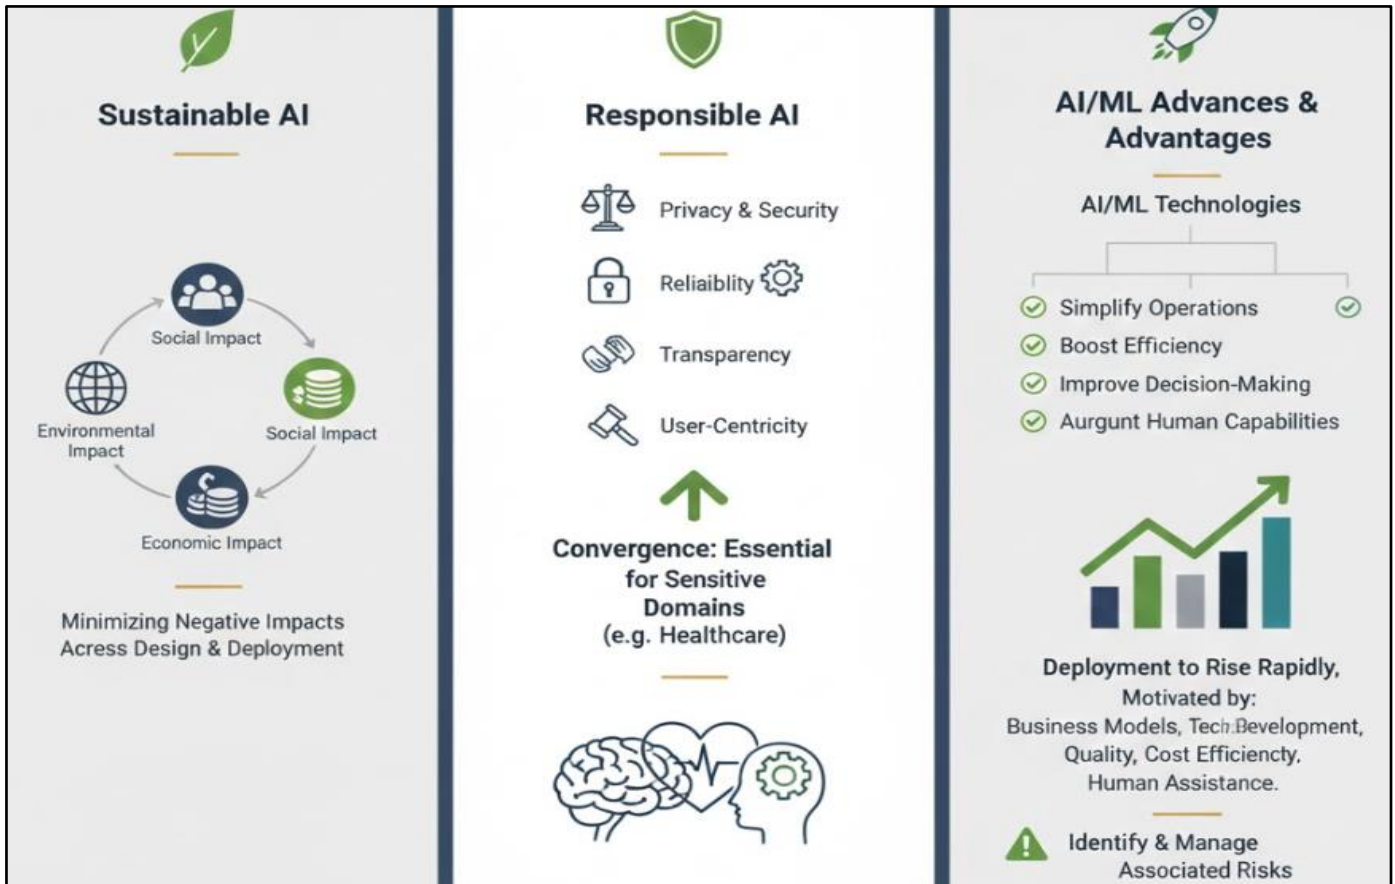 Sustainable AI
Social Impact
Social Impact
Environmental
Impact
Economic Impact
Minimizing Negative Impacts
Acress Design & Deployment
Responsible AI
Privacy & Security
Reliaiblity
Transparency
User-Centricity
Convergence: Essential
for Sensitive
Domains
(e.g. Healthcare)
AI/ML Advances &
Advantages
AI/ML Technologies
Simplify Operations
Boost Efficiency
Improve Decision-Making
Aurgunt Human Capabilities
Deployment to Rise Rapidly,
Motivated by:
Business Models,
Quality, Cost Efficiencty,
Human Assistance.
Identify & Manage
Associated Risks